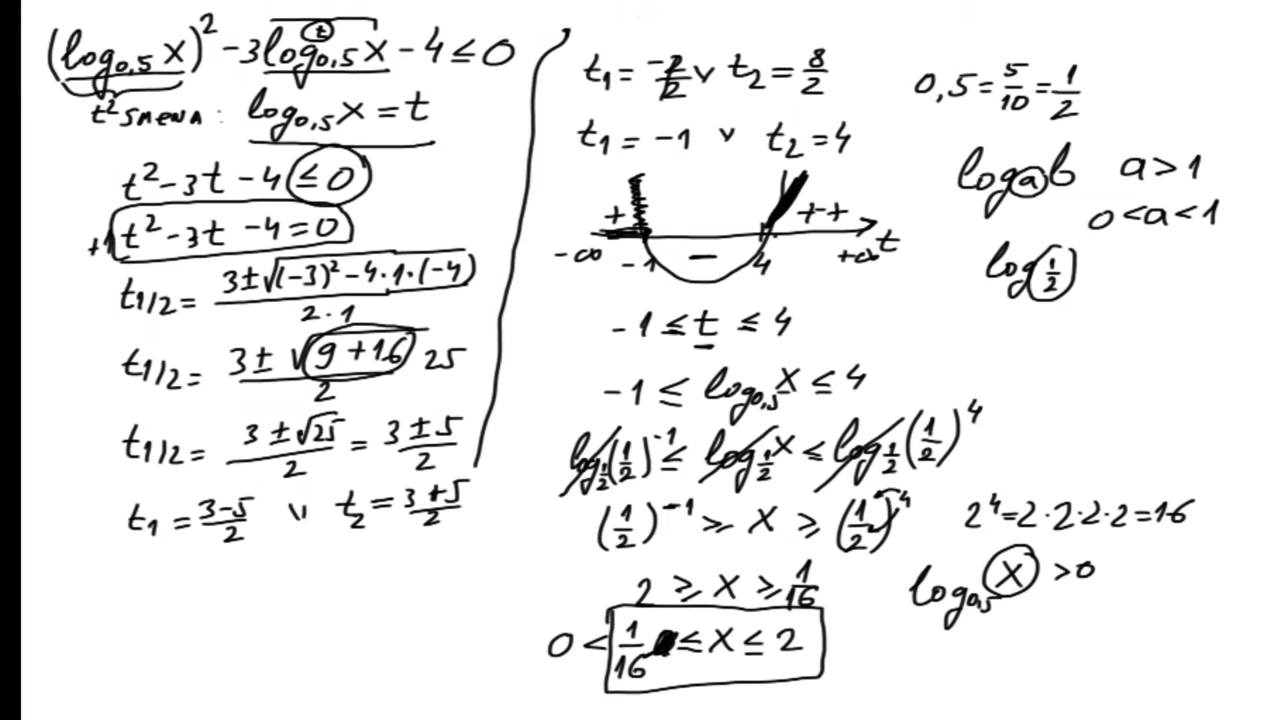 (log₀,₅ x)² - 3log₀,₅ x - 4 ≤ 0
t
t² SMENA: log₀,₅ x = t
t² - 3t - 4 ≤ 0
+1 t² - 3t - 4 = 0
t₁/₂ = (3 ± √((-3)² - 4·1·(-4)))/(2·1)
t₁/₂ = (3 ± √(9+16))/2 25
t₁/₂ = (3 ± √25)/2 = (3 ± 5)/2
t₁ = (3-5)/2 ∨ t₂ = (3+5)/2
t₁ = -2/2 ∨ t₂ = 8/2
t₁ = -1 ∨ t₂ = 4
+ - ++
-∞ -1 4 +∞ t
-1 ≤ t ≤ 4
-1 ≤ log₀,₅ x ≤ 4
log₁/₂ (1/2)⁻¹ ≤ log₁/₂ x ≤ log₁/₂ (1/2)⁴
(1/2)⁻¹ ≥ x ≥ (1/2)⁴
2 ≥ x ≥ 1/16
0 < 1/16 ≤ x ≤ 2
0,5 = 5/10 = 1/2
logₐ b a > 1
0 < a < 1
log 1/2
2⁴ = 2·2·2·2 = 16
log₀,₅ x > 0